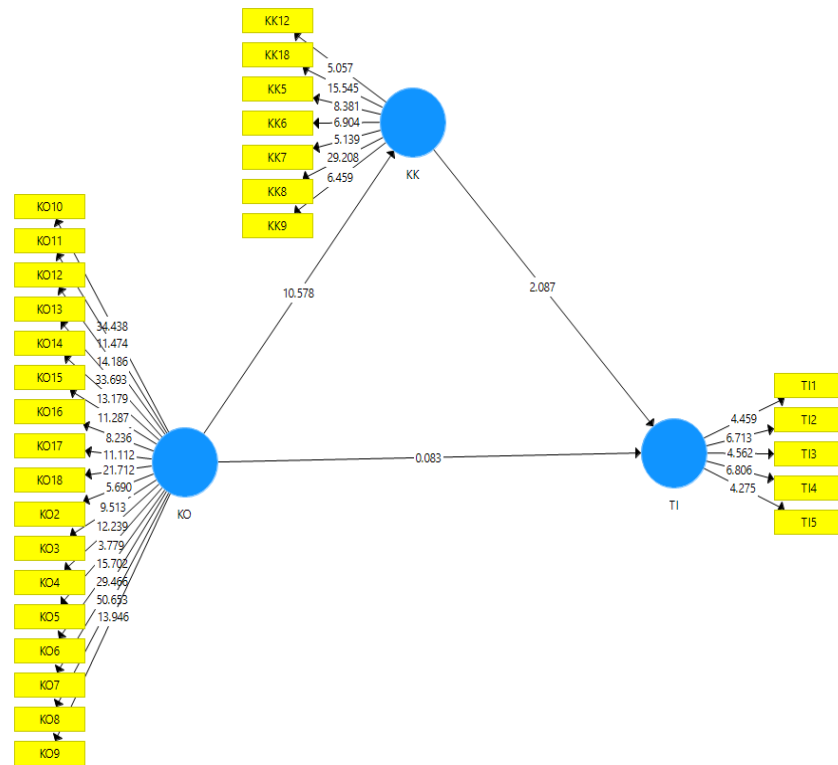 KK12
KK18
KK5
KK6
KK7
KK8
KK9
5.057
15.545
8.381
6.904
5.139
29.208
6.459
KK
KO10
KO11
KO12
KO13
KO14
KO15
KO16
KO17
KO18
KO2
KO3
KO4
KO5
KO6
KO7
KO8
KO9
34.438
11.474
14.186
33.693
13.179
11.287
8.236
11.112
21.712
5.690
9.513
12.239
3.779
15.702
29.466
50.653
13.946
KO
10.578
2.087
0.083
TI
4.459
6.713
4.562
6.806
4.275
TI1
TI2
TI3
TI4
TI5